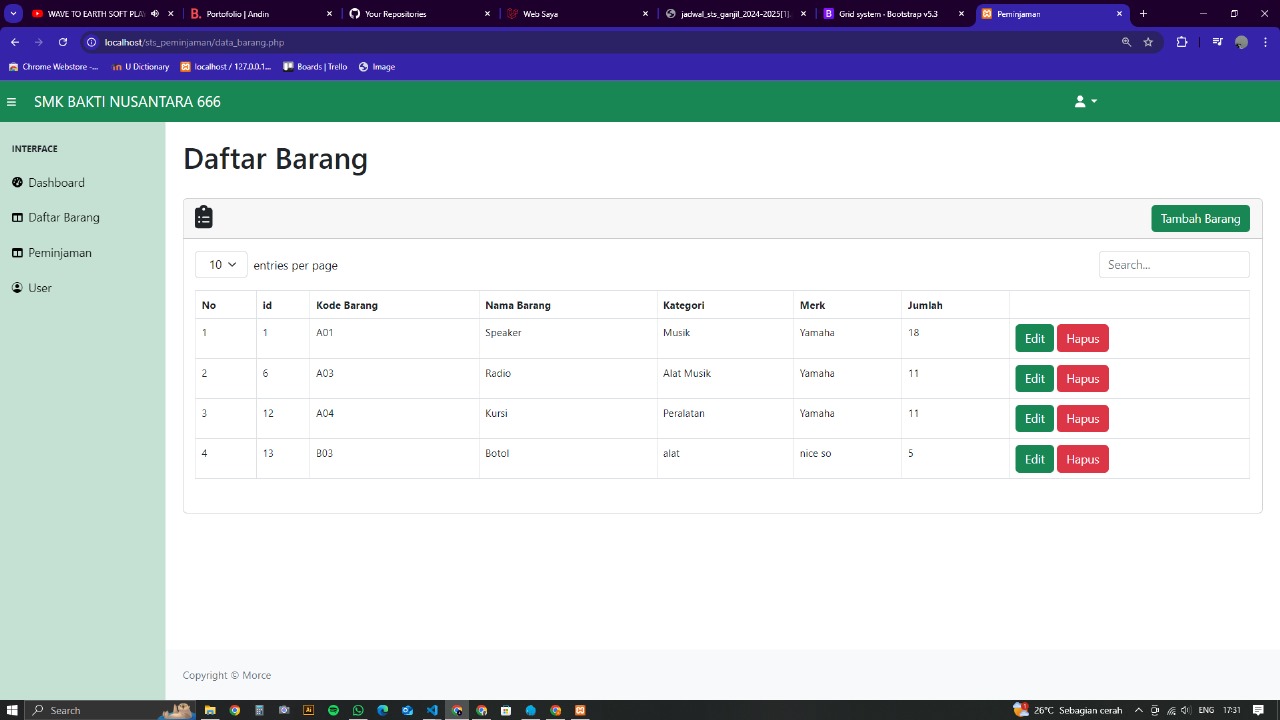 WAVE TO EARTH SOFT PLA
Portofolio | Andin
Your Repositories
Web Saya
jadwal_sts_ganjil_2024-2025[1].
Grid system · Bootstrap v5.3
Peminjaman
localhost/sts_peminjaman/data_barang.php
Chrome Webstore -...
U Dictionary
localhost / 127.0.0.1...
Boards | Trello
Image
SMK BAKTI NUSANTARA 666
INTERFACE
Dashboard
Daftar Barang
Peminjaman
User
Daftar Barang
Tambah Barang
10 entries per page
Search...
No id Kode Barang Nama Barang Kategori Merk Jumlah
1 1 A01 Speaker Musik Yamaha 18 Edit Hapus
2 6 A03 Radio Alat Musik Yamaha 11 Edit Hapus
3 12 A04 Kursi Peralatan Yamaha 11 Edit Hapus
4 13 B03 Botol alat nice so 5 Edit Hapus
Copyright © Morce
Search
26°C Sebagian cerah
ENG
17:31